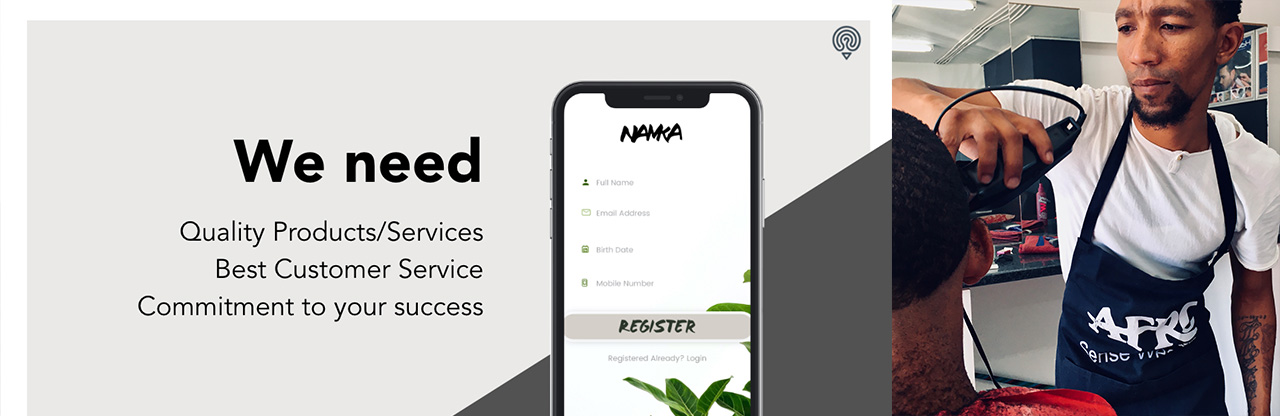 We need
Quality Products/Services
Best Customer Service
Commitment to your success
NAMKA
Full Name
Email Address
Birth Date
Mobile Number
REGISTER
Registered Already? Login
AFRO
Sense